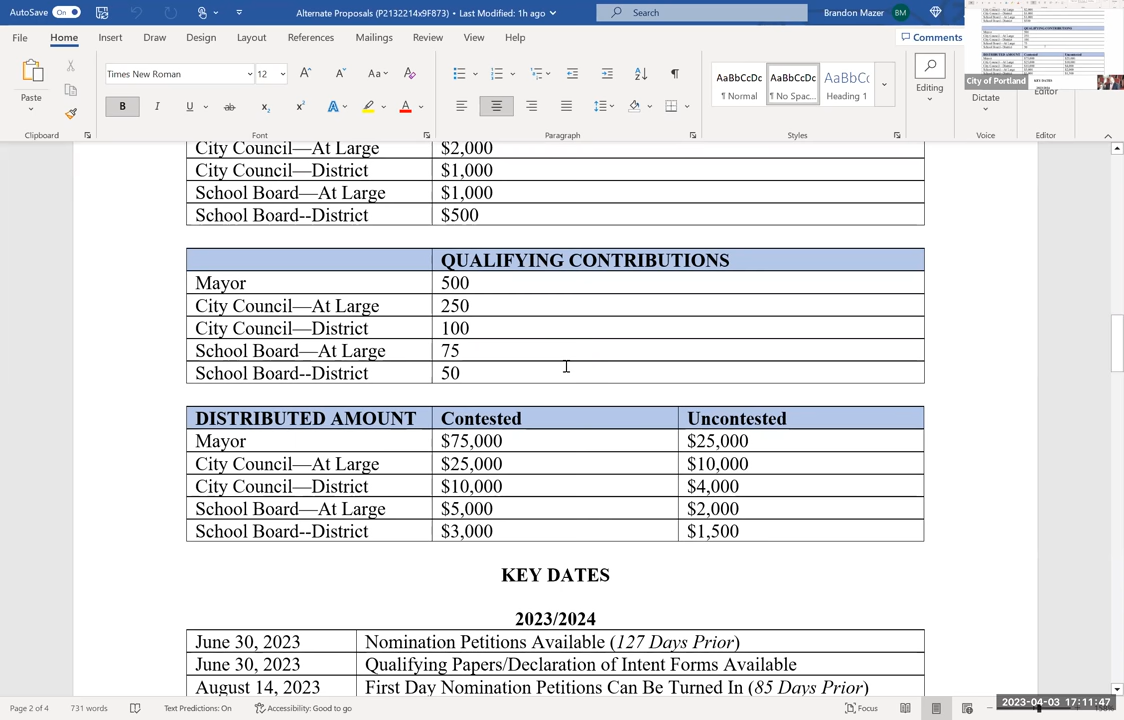 AutoSave On Alternate Proposals (P2132214x9F873) • Last Modified: 1h ago Search Brandon Mazer BM
File Home Insert Draw Design Layout References Mailings Review View Help Comments
Paste Times New Roman 12 Aa AaBbCcDc AaBbCcDc AaBbCc Editing Dictate Editor
¶ Normal ¶ No Spac... Heading 1
B I U ab
Clipboard Font Paragraph Styles Voice Editor
City of Portland
KEY DATES
City Council—At Large $2,000
City Council—District $1,000
School Board—At Large $1,000
School Board--District $500
QUALIFYING CONTRIBUTIONS
Mayor 500
City Council—At Large 250
City Council—District 100
School Board—At Large 75
School Board--District 50
DISTRIBUTED AMOUNT Contested Uncontested
Mayor $75,000 $25,000
City Council—At Large $25,000 $10,000
City Council—District $10,000 $4,000
School Board—At Large $5,000 $2,000
School Board--District $3,000 $1,500
KEY DATES
2023/2024
June 30, 2023 Nomination Petitions Available (127 Days Prior)
June 30, 2023 Qualifying Papers/Declaration of Intent Forms Available
August 14, 2023 First Day Nomination Petitions Can Be Turned In (85 Days Prior)
Page 2 of 4 731 words Text Predictions: On Accessibility: Good to go Focus
2023-04-03 17:11:47